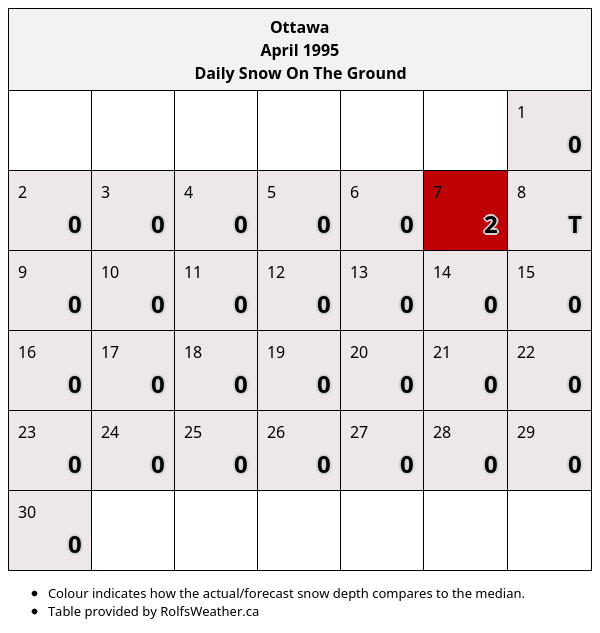 Ottawa
April 1995
Daily Snow On The Ground
1
0
2 3 4 5 6 7 8
0 0 0 0 0 2 T
9 10 11 12 13 14 15
0 0 0 0 0 0 0
16 17 18 19 20 21 22
0 0 0 0 0 0 0
23 24 25 26 27 28 29
0 0 0 0 0 0 0
30
0
• Colour indicates how the actual/forecast snow depth compares to the median.
• Table provided by RolfsWeather.ca